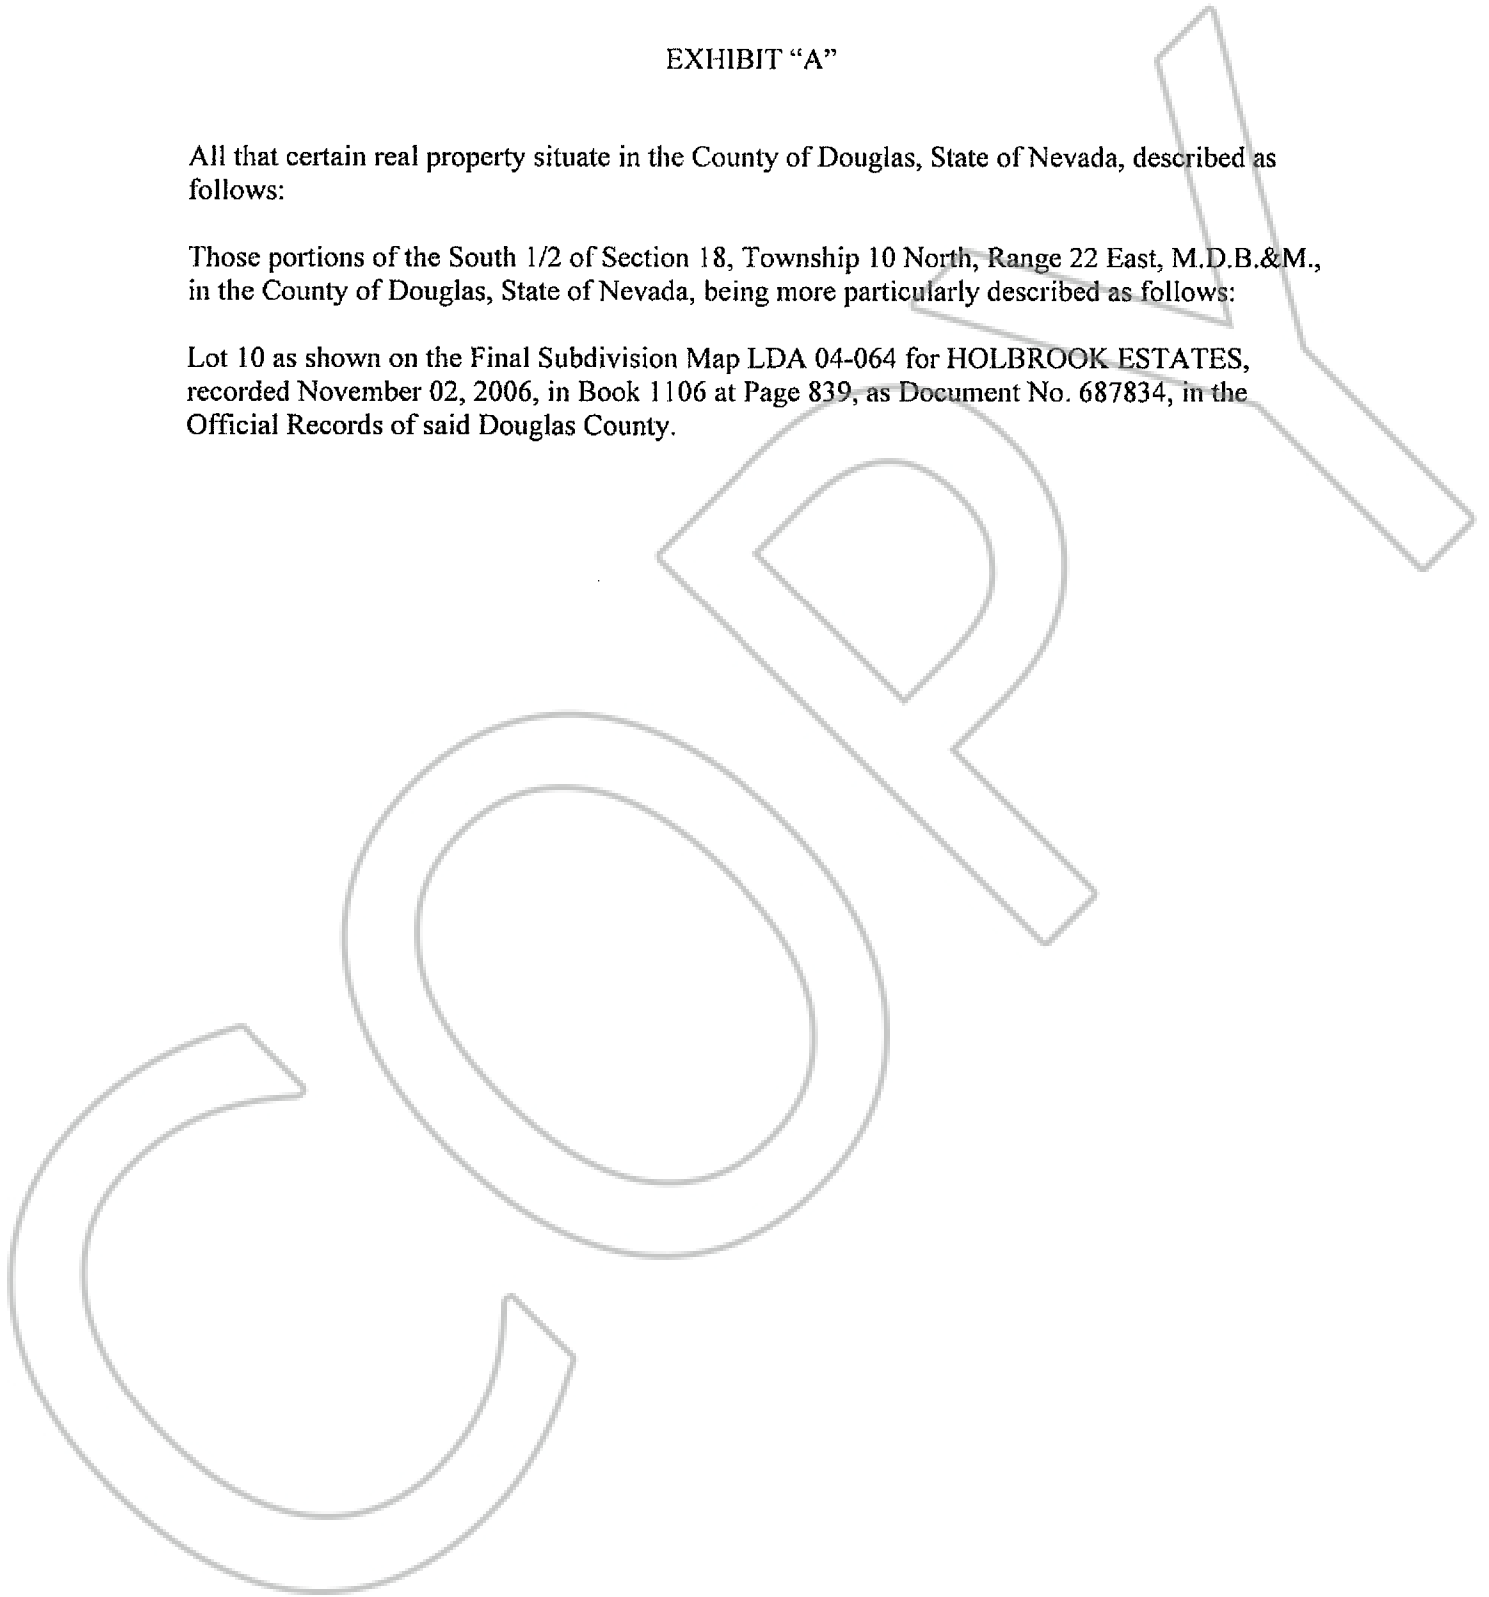 EXHIBIT “A”
All that certain real property situate in the County of Douglas, State of Nevada, described as
follows:
Those portions of the South 1/2 of Section 18, Township 10 North, Range 22 East, M.D.B.&M.,
in the County of Douglas, State of Nevada, being more particularly described as follows:
Lot 10 as shown on the Final Subdivision Map LDA 04-064 for HOLBROOK ESTATES,
recorded November 02, 2006, in Book 1106 at Page 839, as Document No. 687834, in the
Official Records of said Douglas County.
COPY